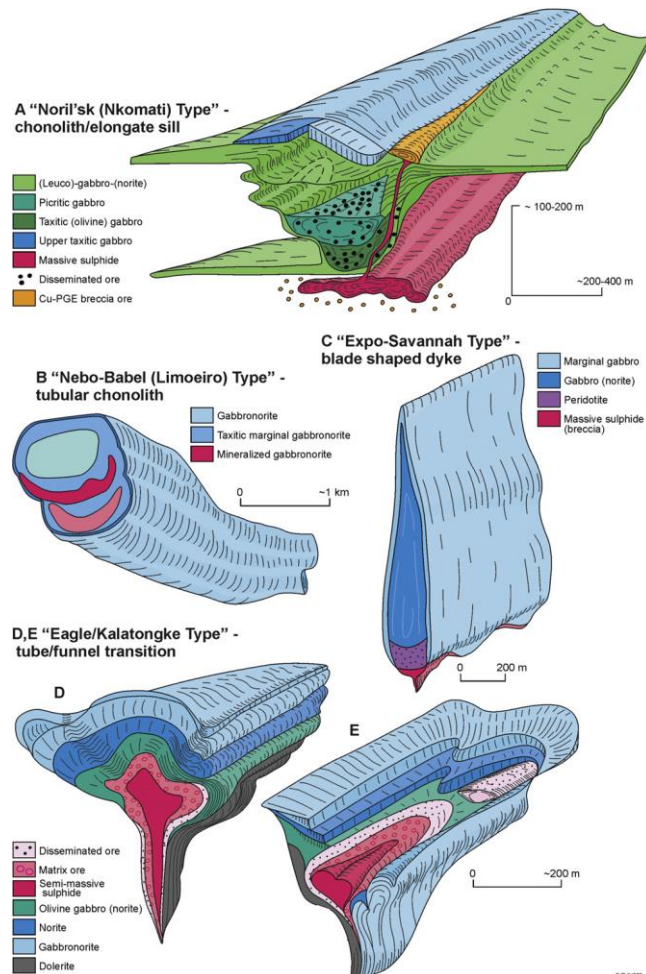 A “Noril’sk (Nkomati) Type” -
chonolith/elongate sill
(Leuco)-gabbro-(norite)
Picritic gabbro
Taxitic (olivine) gabbro
Upper taxitic gabbro
Massive sulphide
Disseminated ore
Cu-PGE breccia ore
~ 100-200 m
0
~200-400 m
B “Nebo-Babel (Limoeiro) Type” -
tubular chonolith
Gabbronorite
Taxitic marginal gabbronorite
Mineralized gabbronorite
0
~1 km
C “Expo-Savannah Type” -
blade shaped dyke
Marginal gabbro
Gabbro (norite)
Peridotite
Massive sulphide
(breccia)
0
200 m
D,E “Eagle/Kalatongke Type” -
tube/funnel transition
D
E
Disseminated ore
Matrix ore
Semi-massive
sulphide
Olivine gabbro (norite)
Norite
Gabbronorite
Dolerite
0
~200 m